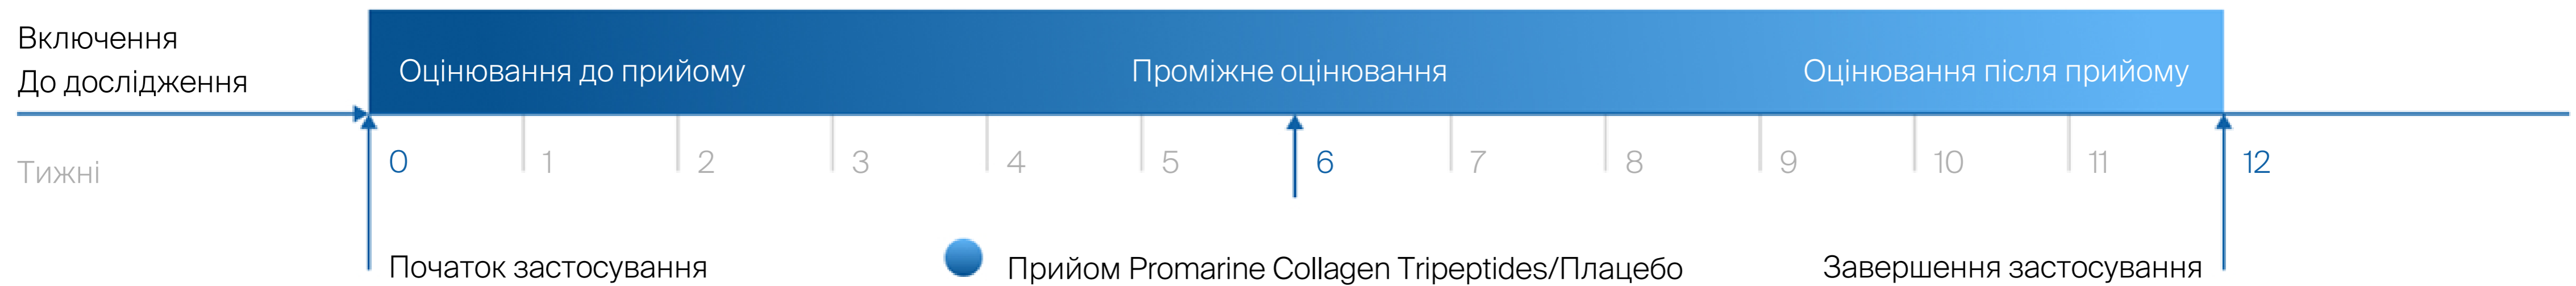 Включення
До дослідження
Оцінювання до прийому
Проміжне оцінювання
Оцінювання після прийому
Тижні
0 1 2 3 4 5 6 7 8 9 10 11 12
Початок застосування
Прийом Promarine Collagen Tripeptides/Плацебо
Завершення застосування